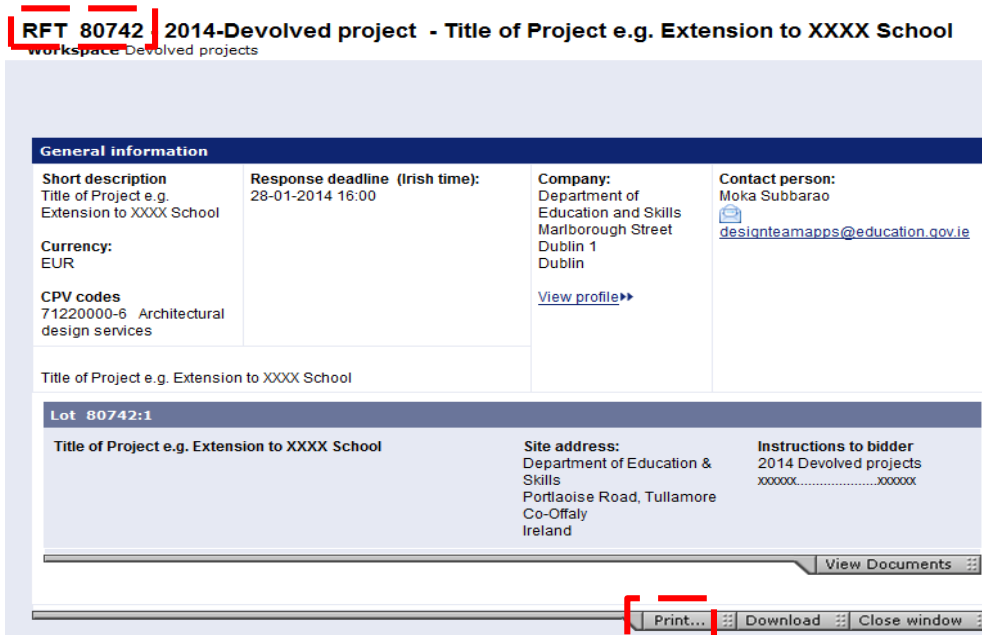 RFT 80742 2014-Devolved project - Title of Project e.g. Extension to XXXX School
Workspace Devolved projects
General information
Short description
Title of Project e.g.
Extension to XXXX School
Currency:
EUR
CPV codes
71220000-6 Architectural
design services
Response deadline (Irish time):
28-01-2014 16:00
Company:
Department of
Education and Skills
Marlborough Street
Dublin 1
Dublin
View profile
Contact person:
Moka Subbarao
designteamapps@education.gov.ie
Title of Project e.g. Extension to XXXX School
Lot 80742:1
Title of Project e.g. Extension to XXXX School
Site address:
Department of Education &
Skills
Portlaoise Road, Tullamore
Co-Offaly
Ireland
Instructions to bidder
2014 Devolved projects
xxxxxx.....................xxxxxx
View Documents
Print... Download Close window